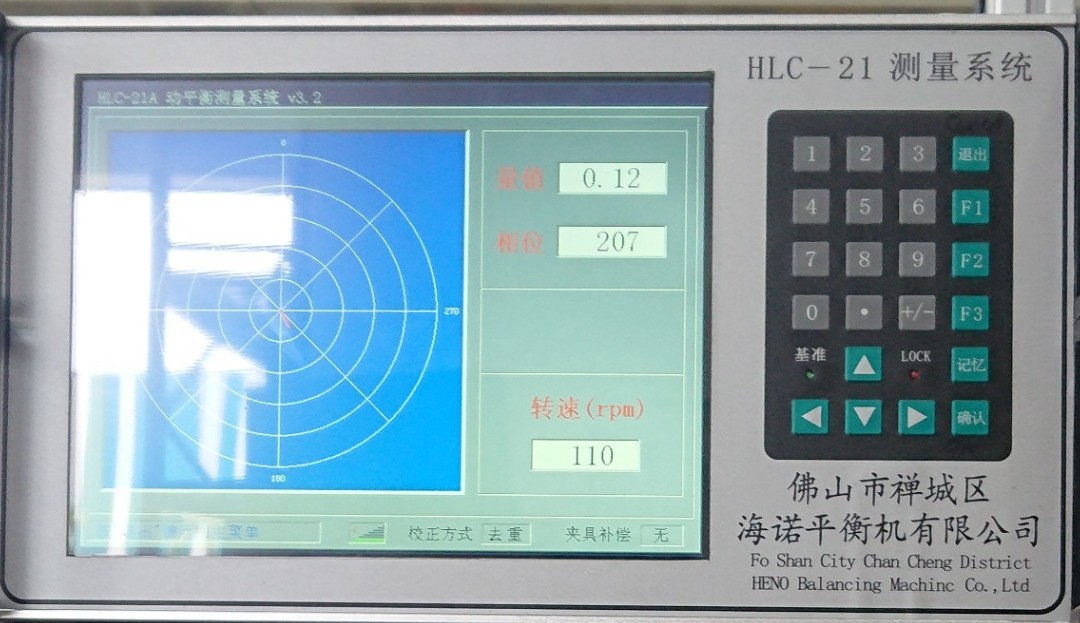 HLC-21 测量系统
HLC-21A 动平衡测量系统 v3.2
0
270
180
量值 0.12
相位 207
转速(rpm)
110
菜单
校正方式 去重 夹具补偿 无
1 2 3 退出
4 5 6 F1
7 8 9 F2
0 • +/- F3
基准 LOCK 记忆
确认
佛山市禅城区
海诺平衡机有限公司
Fo Shan City Chan Cheng District
HENO Balancing Machinc Co.,Ltd